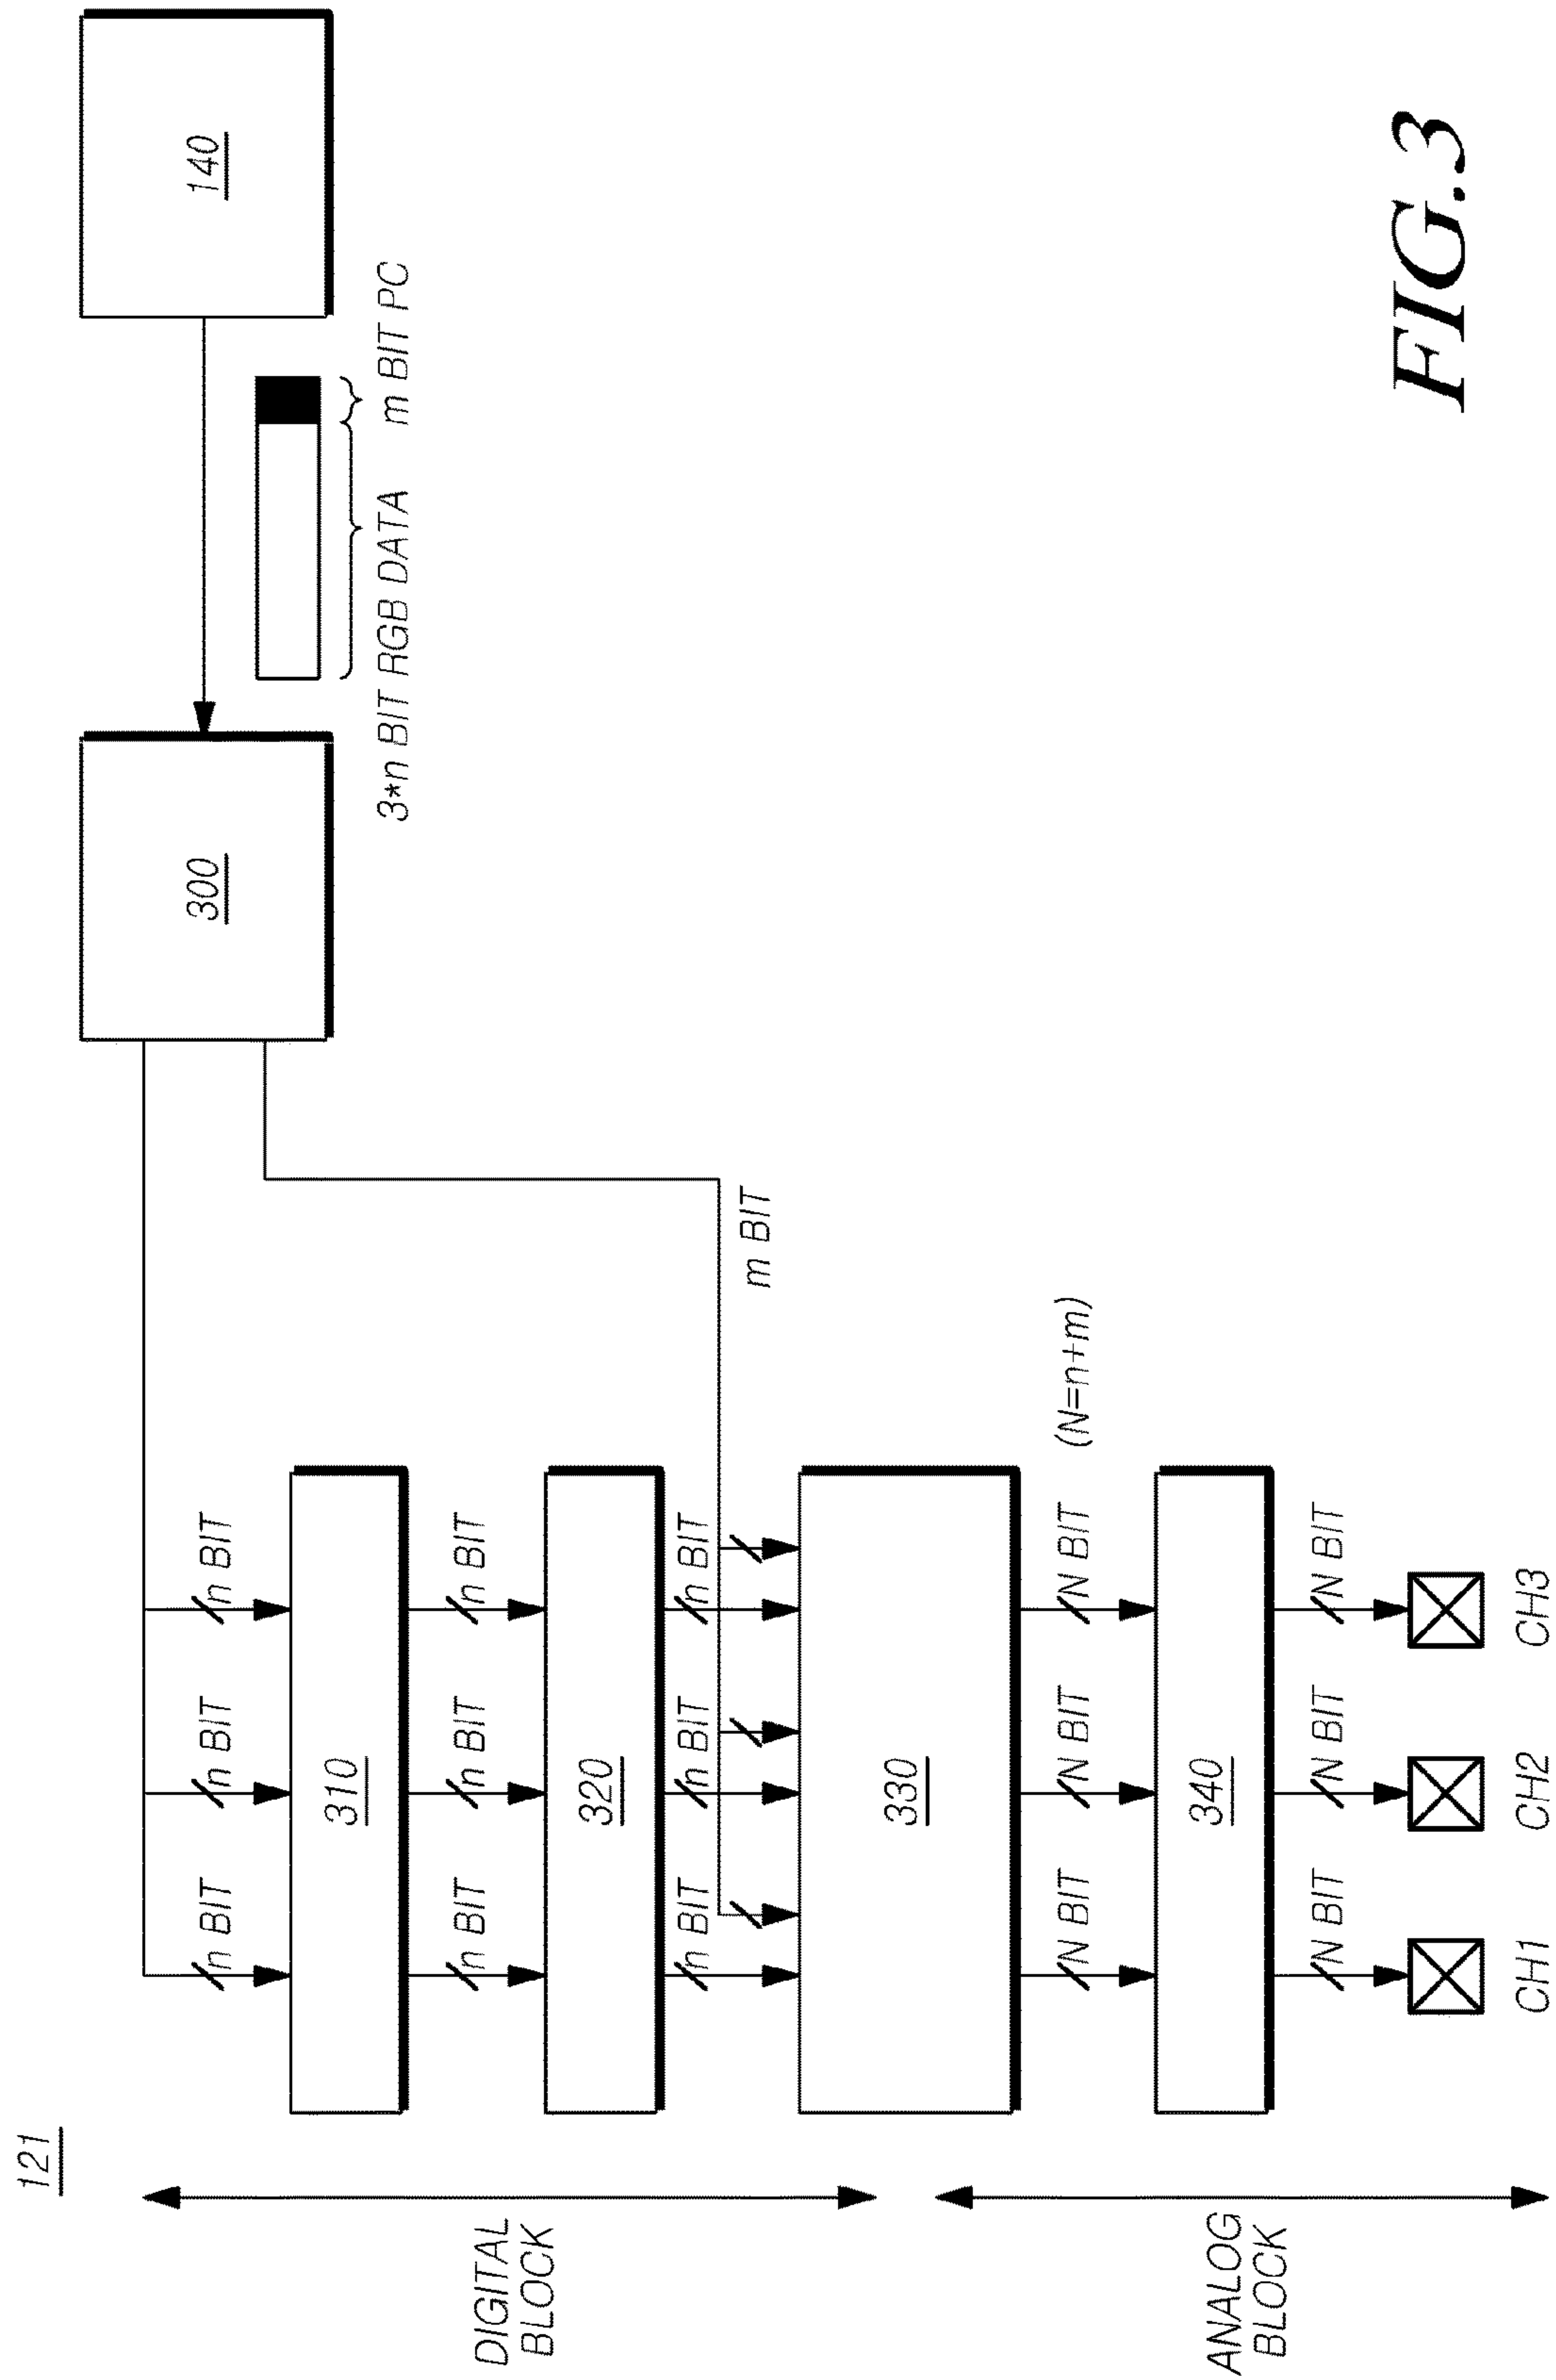 121
140
300
3*n BIT RGB DATA
m BIT PC
n BIT
n BIT
n BIT
310
n BIT
n BIT
n BIT
320
n BIT
n BIT
n BIT
m BIT
330
N BIT
N BIT
N BIT
(N=n+m)
340
N BIT
N BIT
N BIT
CH1
CH2
CH3
DIGITAL
BLOCK
ANALOG
BLOCK
FIG.3